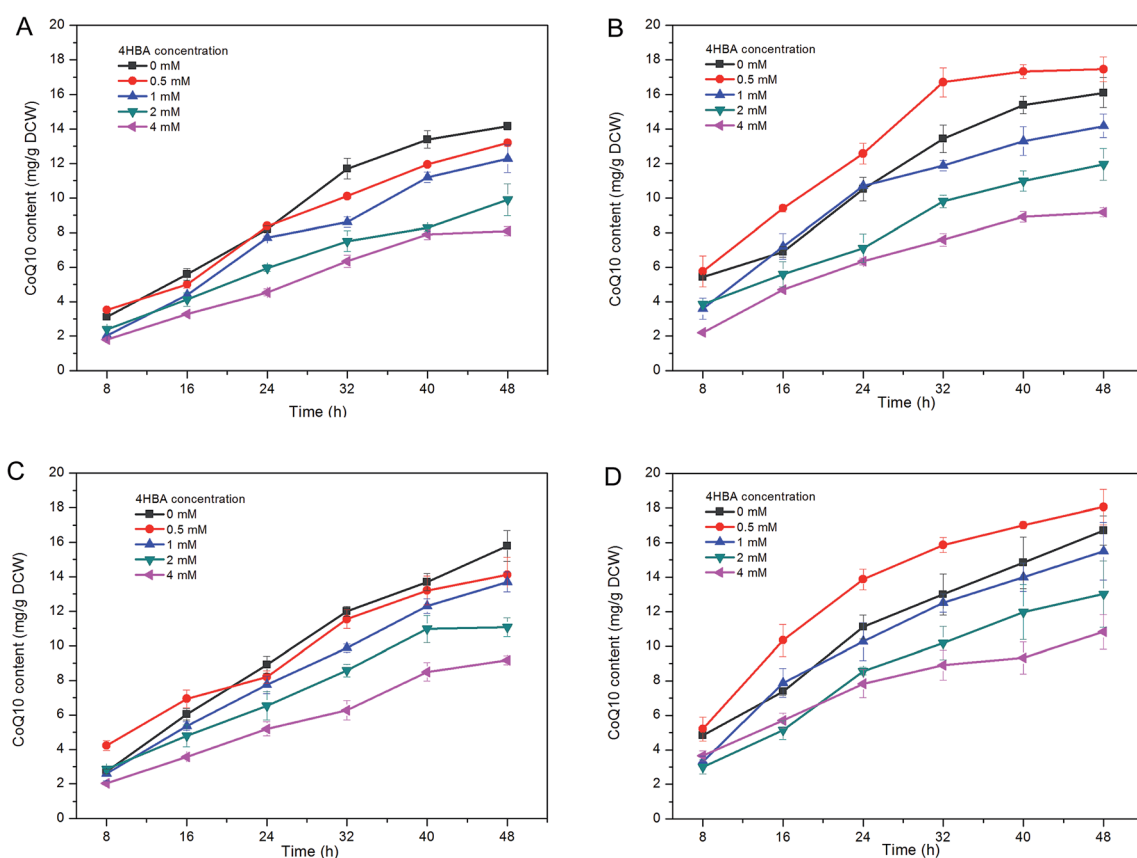 A
4HBA concentration
0 mM
0.5 mM
1 mM
2 mM
4 mM
CoQ10 content (mg/g DCW)
20
18
16
14
12
10
8
6
4
2
0
8 16 24 32 40 48
Time (h)
B
4HBA concentration
0 mM
0.5 mM
1 mM
2 mM
4 mM
CoQ10 content (mg/g DCW)
20
18
16
14
12
10
8
6
4
2
0
8 16 24 32 40 48
Time (h)
C
4HBA concentration
0 mM
0.5 mM
1 mM
2 mM
4 mM
CoQ10 content (mg/g DCW)
20
18
16
14
12
10
8
6
4
2
0
8 16 24 32 40 48
Time (h)
D
4HBA concentration
0 mM
0.5 mM
1 mM
2 mM
4 mM
CoQ10 content (mg/g DCW)
20
18
16
14
12
10
8
6
4
2
0
8 16 24 32 40 48
Time (h)